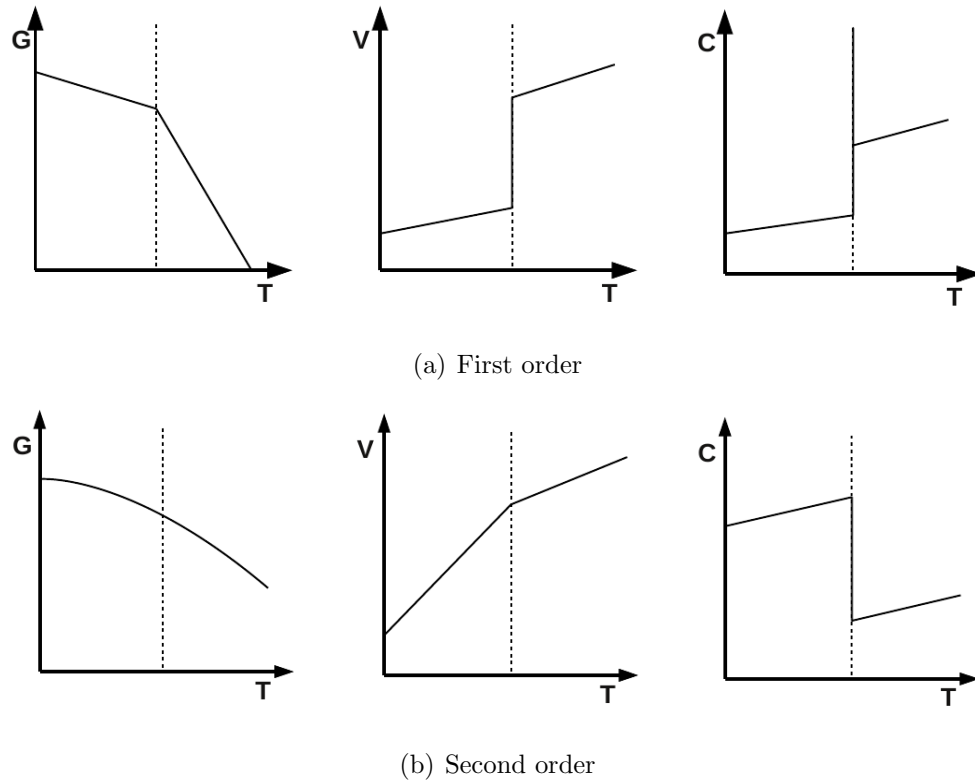 G V C
T T T
(a) First order
G V C
T T T
(b) Second order